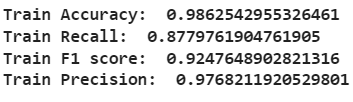 Train Accuracy:  0.9862542955326461
Train Recall:  0.8779761904761905
Train F1 score:  0.9247648902821316
Train Precision:  0.9768211920529801